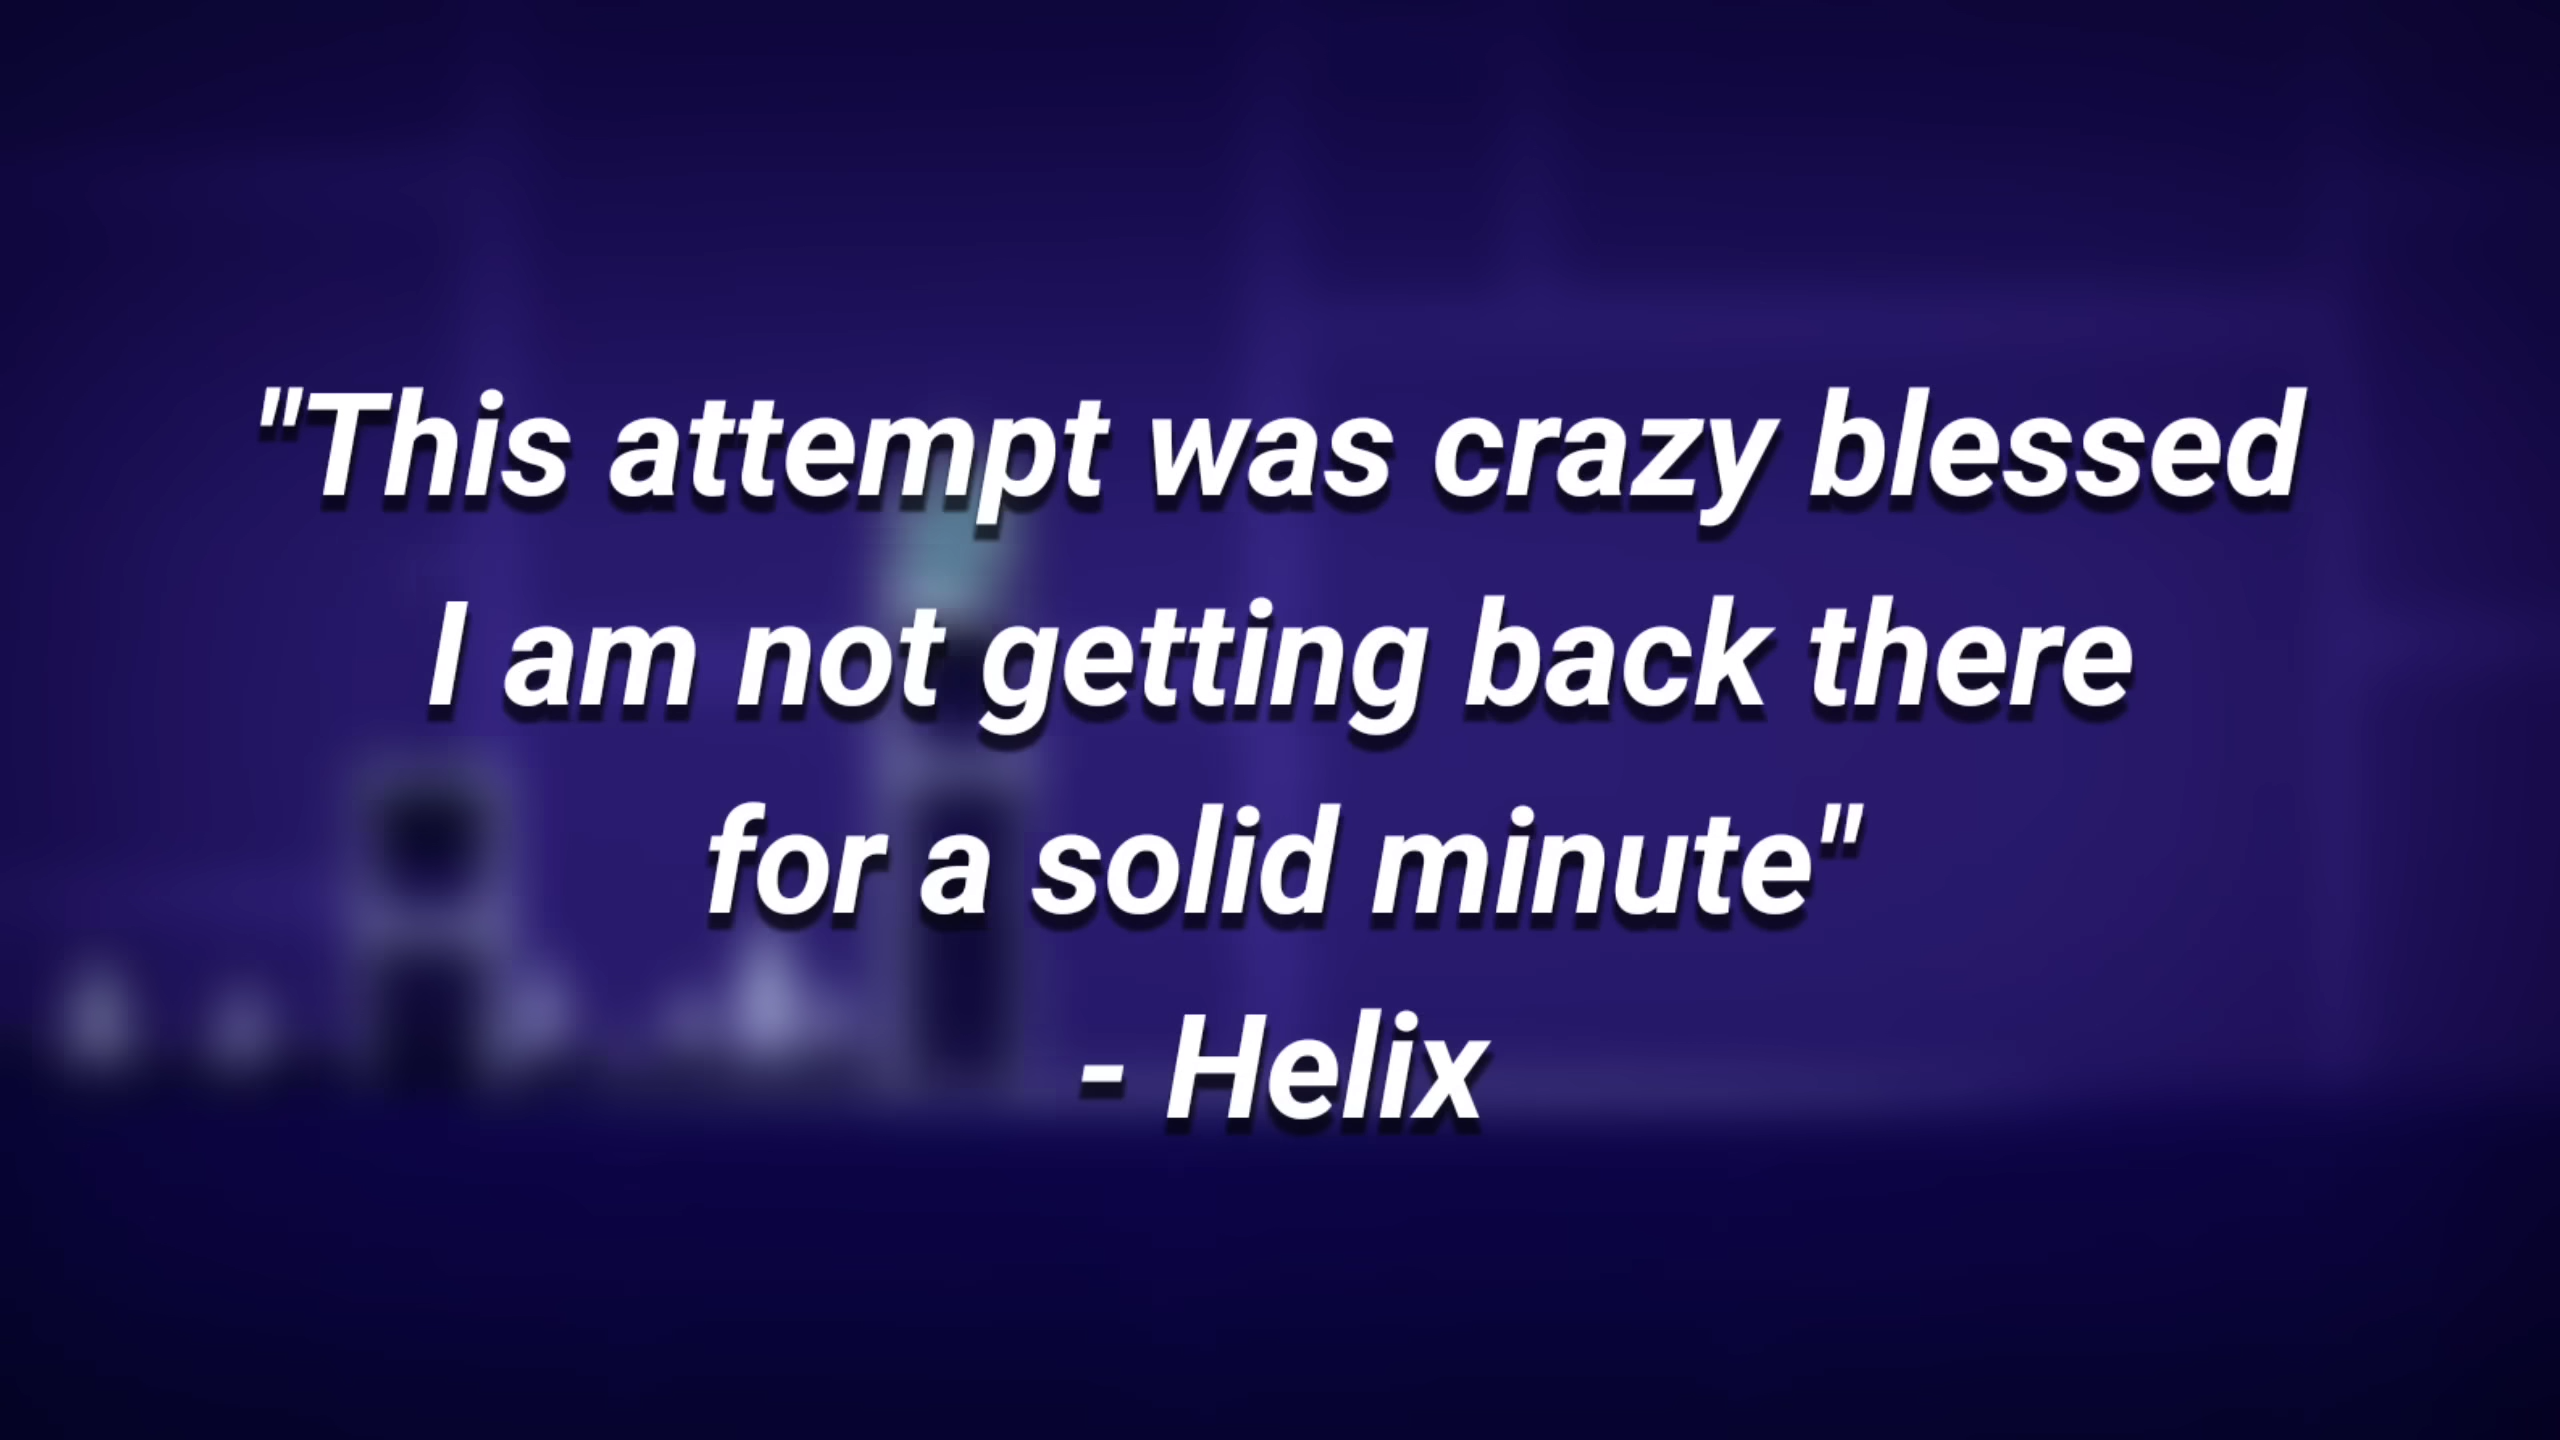 "This attempt was crazy blessed
I am not getting back there
for a solid minute"
- Helix